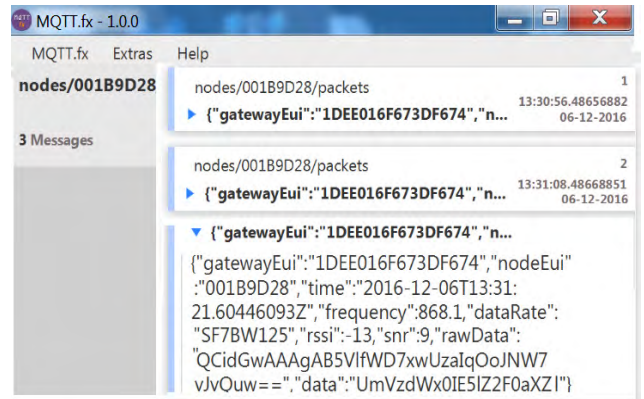 MQTT.fx - 1.0.0
MQTT.fx Extras Help
nodes/001B9D28
3 Messages
nodes/001B9D28/packets 1
{"gatewayEui":"1DEE016F673DF674","n... 13:30:56.48656882
06-12-2016
nodes/001B9D28/packets 2
{"gatewayEui":"1DEE016F673DF674","n... 13:31:08.48668851
06-12-2016
{"gatewayEui":"1DEE016F673DF674","n...
{"gatewayEui":"1DEE016F673DF674","nodeEui"
:"001B9D28","time":"2016-12-06T13:31:
21.60446093Z","frequency":868.1,"dataRate":
"SF7BW125","rssi":-13,"snr":9,"rawData":
"QCidGwAAAgAB5VlfWD7xwUzaIqOoJNW7
vJvQuw==","data":"UmVzdWx0IE5lZ2F0aXZl"}